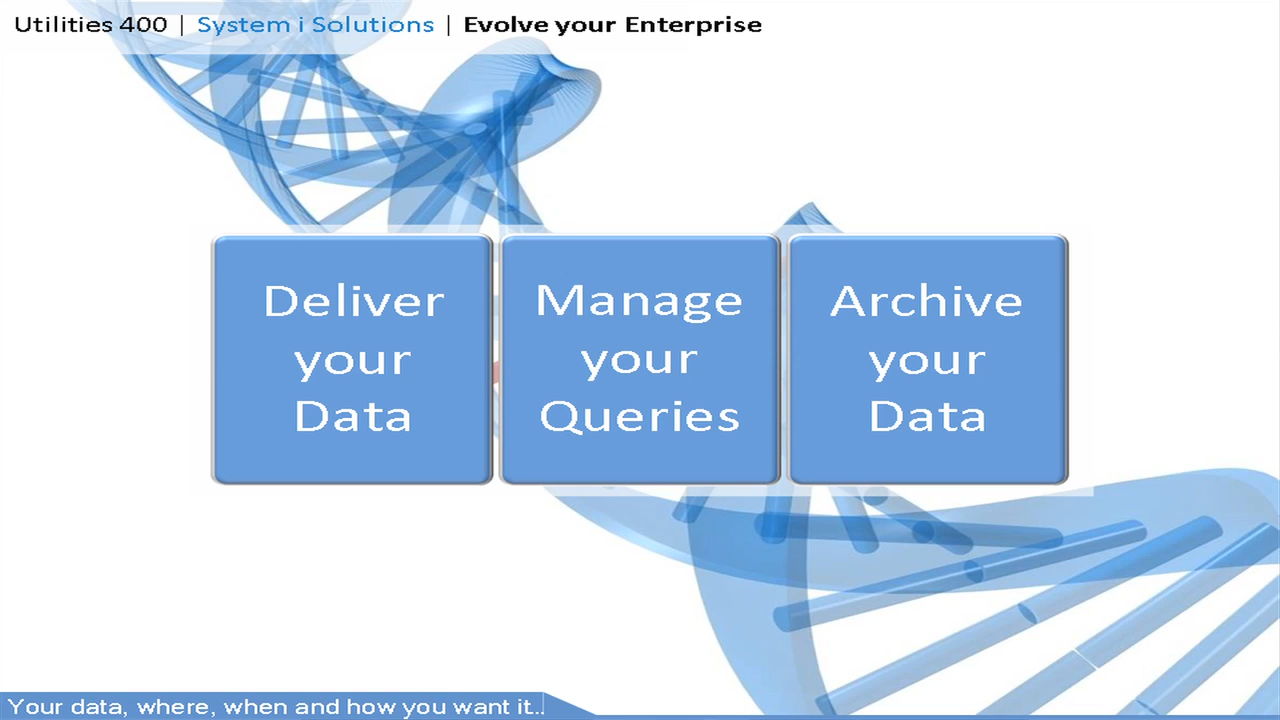 Utilities 400 | System i Solutions | Evolve your Enterprise
Deliver
your
Data
Manage
your
Queries
Archive
your
Data
Your data, where, when and how you want it..